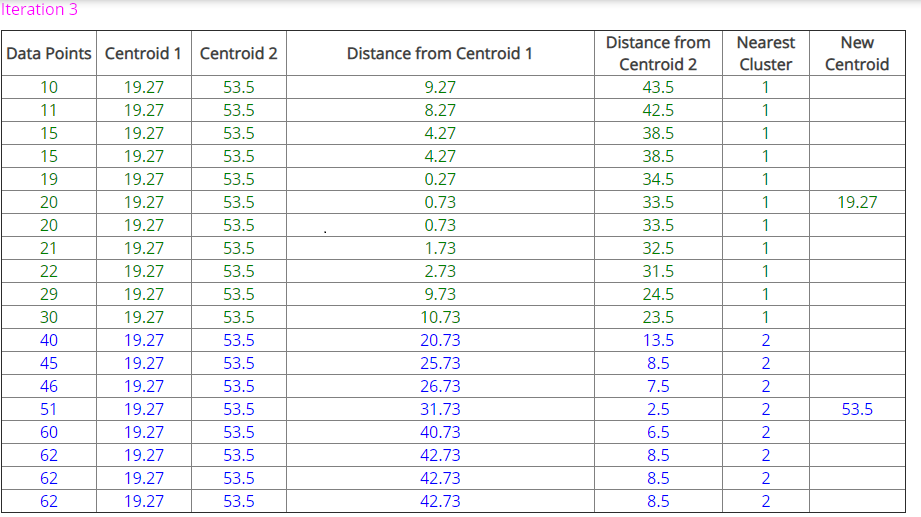 Iteration 3
Data Points Centroid 1 Centroid 2 Distance from Centroid 1 Distance from Centroid 2 Nearest Cluster New Centroid
10 19.27 53.5 9.27 43.5 1
11 19.27 53.5 8.27 42.5 1
15 19.27 53.5 4.27 38.5 1
15 19.27 53.5 4.27 38.5 1
19 19.27 53.5 0.27 34.5 1
20 19.27 53.5 0.73 33.5 1 19.27
20 19.27 53.5 0.73 33.5 1
21 19.27 53.5 1.73 32.5 1
22 19.27 53.5 2.73 31.5 1
29 19.27 53.5 9.73 24.5 1
30 19.27 53.5 10.73 23.5 1
40 19.27 53.5 20.73 13.5 2
45 19.27 53.5 25.73 8.5 2
46 19.27 53.5 26.73 7.5 2
51 19.27 53.5 31.73 2.5 2 53.5
60 19.27 53.5 40.73 6.5 2
62 19.27 53.5 42.73 8.5 2
62 19.27 53.5 42.73 8.5 2
62 19.27 53.5 42.73 8.5 2